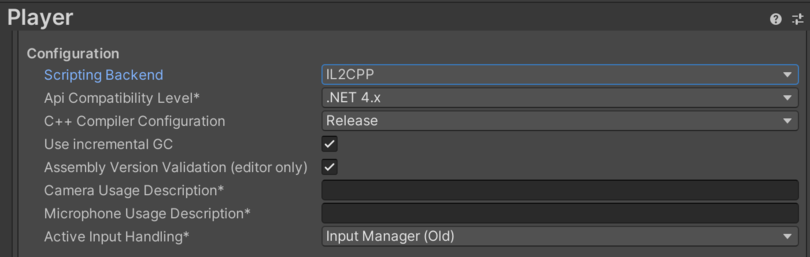 Player
Configuration
Scripting Backend IL2CPP
Api Compatibility Level* .NET 4.x
C++ Compiler Configuration Release
Use incremental GC
Assembly Version Validation (editor only)
Camera Usage Description*
Microphone Usage Description*
Active Input Handling* Input Manager (Old)